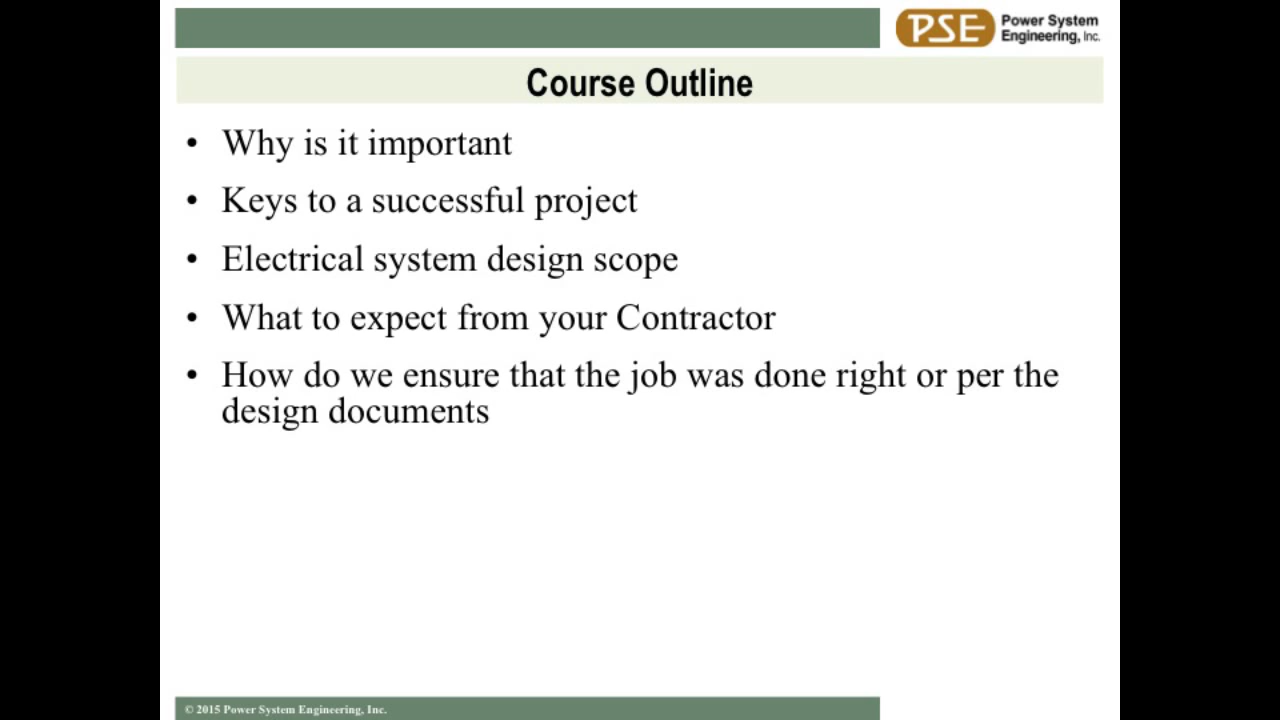 PSE
Power System
Engineering, Inc.
Course Outline
• Why is it important
• Keys to a successful project
• Electrical system design scope
• What to expect from your Contractor
• How do we ensure that the job was done right or per the
design documents
© 2015 Power System Engineering, Inc.